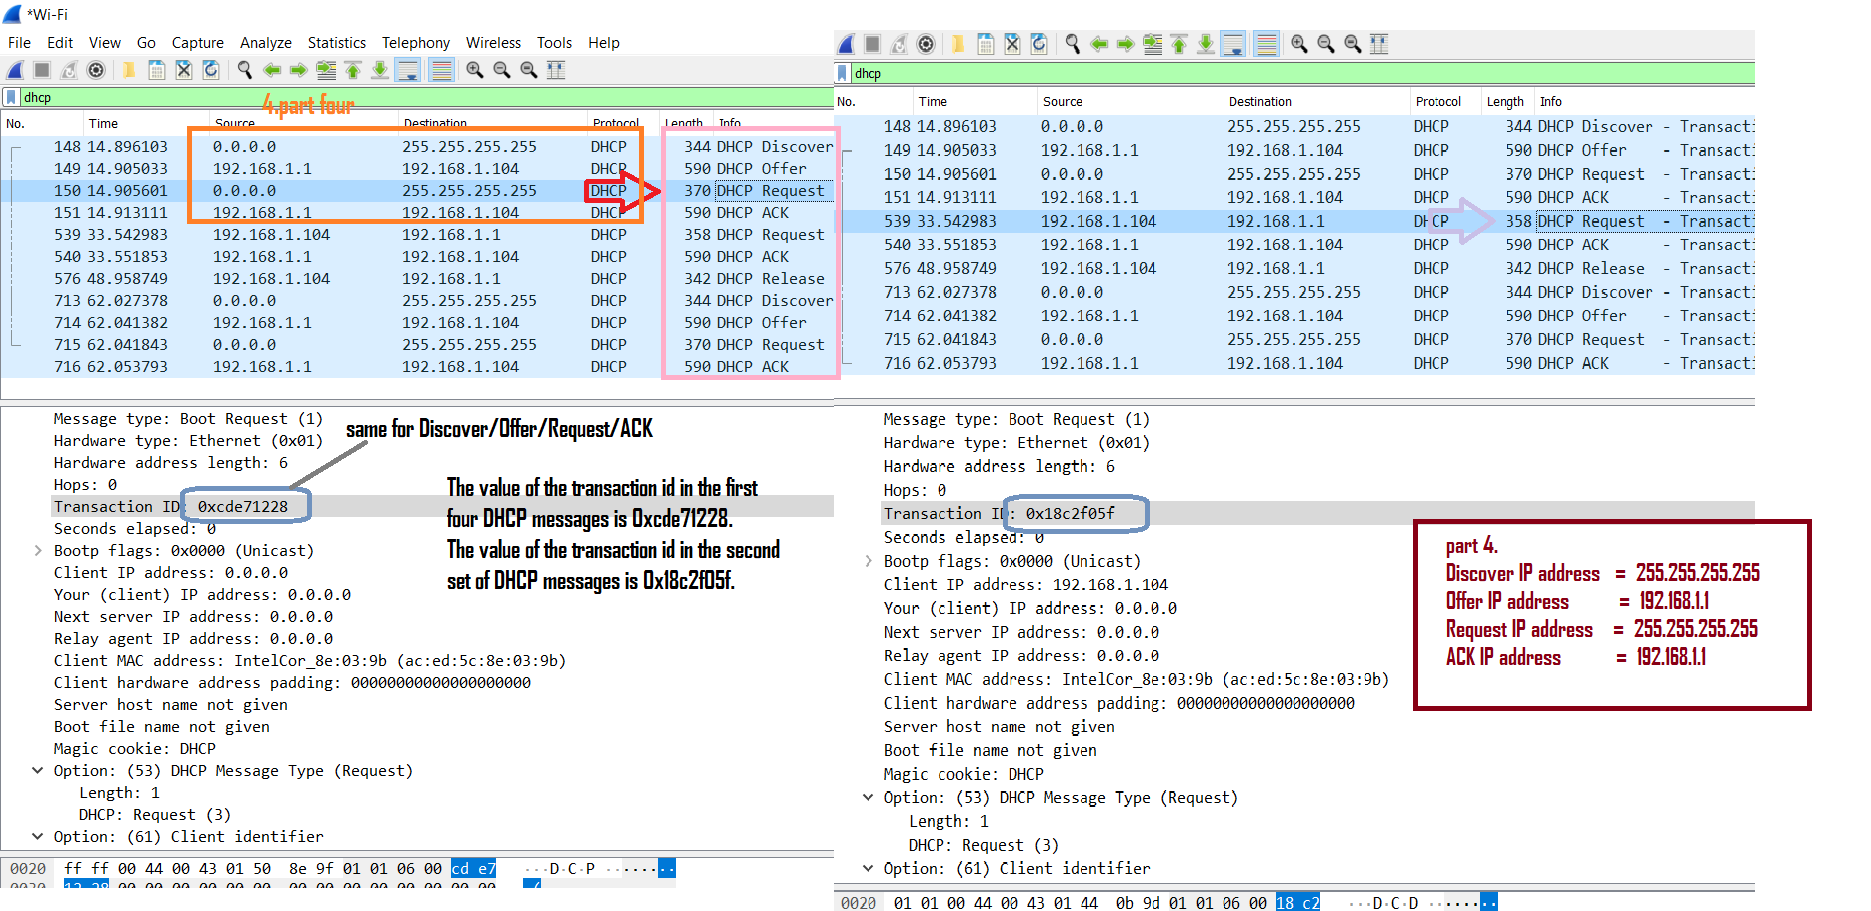 *Wi-Fi
File Edit View Go Capture Analyze Statistics Telephony Wireless Tools Help
dhcp
4.part four
No. Time Source Destination Protocol Length Info
148 14.896103 0.0.0.0 255.255.255.255 DHCP 344 DHCP Discover
149 14.905033 192.168.1.1 192.168.1.104 DHCP 590 DHCP Offer
150 14.905601 0.0.0.0 255.255.255.255 DHCP 370 DHCP Request
151 14.913111 192.168.1.1 192.168.1.104 DHCP 590 DHCP ACK
539 33.542983 192.168.1.104 192.168.1.1 DHCP 358 DHCP Request
540 33.551853 192.168.1.1 192.168.1.104 DHCP 590 DHCP ACK
576 48.958749 192.168.1.104 192.168.1.1 DHCP 342 DHCP Release
713 62.027378 0.0.0.0 255.255.255.255 DHCP 344 DHCP Discover
714 62.041382 192.168.1.1 192.168.1.104 DHCP 590 DHCP Offer
715 62.041843 0.0.0.0 255.255.255.255 DHCP 370 DHCP Request
716 62.053793 192.168.1.1 192.168.1.104 DHCP 590 DHCP ACK
Message type: Boot Request (1)
Hardware type: Ethernet (0x01)
Hardware address length: 6
Hops: 0
Transaction ID: 0xcde71228
Seconds elapsed: 0
Bootp flags: 0x0000 (Unicast)
Client IP address: 0.0.0.0
Your (client) IP address: 0.0.0.0
Next server IP address: 0.0.0.0
Relay agent IP address: 0.0.0.0
Client MAC address: IntelCor_8e:03:9b (ac:ed:5c:8e:03:9b)
Client hardware address padding: 00000000000000000000
Server host name not given
Boot file name not given
Magic cookie: DHCP
Option: (53) DHCP Message Type (Request)
Length: 1
DHCP: Request (3)
Option: (61) Client identifier
same for Discover/Offer/Request/ACK
The value of the transaction id in the first
four DHCP messages is 0xcde71228.
The value of the transaction id in the second
set of DHCP messages is 0x18c2f05f.
0020 ff ff 00 44 00 43 01 50 8e 9f 01 01 06 00 cd e7 ···D·C·P ········
dhcp
No. Time Source Destination Protocol Length Info
148 14.896103 0.0.0.0 255.255.255.255 DHCP 344 DHCP Discover - Transacti
149 14.905033 192.168.1.1 192.168.1.104 DHCP 590 DHCP Offer - Transacti
150 14.905601 0.0.0.0 255.255.255.255 DHCP 370 DHCP Request - Transacti
151 14.913111 192.168.1.1 192.168.1.104 DHCP 590 DHCP ACK - Transacti
539 33.542983 192.168.1.104 192.168.1.1 DHCP 358 DHCP Request - Transacti
540 33.551853 192.168.1.1 192.168.1.104 DHCP 590 DHCP ACK - Transacti
576 48.958749 192.168.1.104 192.168.1.1 DHCP 342 DHCP Release - Transacti
713 62.027378 0.0.0.0 255.255.255.255 DHCP 344 DHCP Discover - Transacti
714 62.041382 192.168.1.1 192.168.1.104 DHCP 590 DHCP Offer - Transacti
715 62.041843 0.0.0.0 255.255.255.255 DHCP 370 DHCP Request - Transacti
716 62.053793 192.168.1.1 192.168.1.104 DHCP 590 DHCP ACK - Transacti
Message type: Boot Request (1)
Hardware type: Ethernet (0x01)
Hardware address length: 6
Hops: 0
Transaction ID: 0x18c2f05f
Seconds elapsed: 0
Bootp flags: 0x0000 (Unicast)
Client IP address: 192.168.1.104
Your (client) IP address: 0.0.0.0
Next server IP address: 0.0.0.0
Relay agent IP address: 0.0.0.0
Client MAC address: IntelCor_8e:03:9b (ac:ed:5c:8e:03:9b)
Client hardware address padding: 00000000000000000000
Server host name not given
Boot file name not given
Magic cookie: DHCP
Option: (53) DHCP Message Type (Request)
Length: 1
DHCP: Request (3)
Option: (61) Client identifier
part 4.
Discover IP address = 255.255.255.255
Offer IP address = 192.168.1.1
Request IP address = 255.255.255.255
ACK IP address = 192.168.1.1
0020 01 01 00 44 00 43 01 44 0b 9d 01 01 06 00 18 c2 ···D·C·D ········